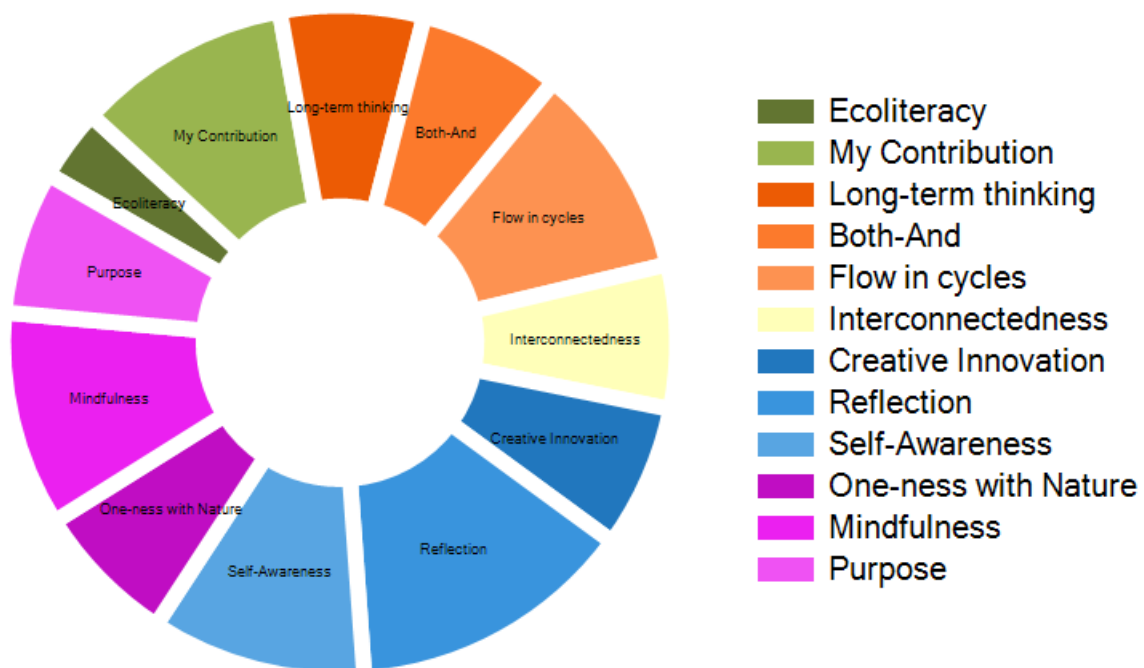 Long-term thinking
Both-And
My Contribution
Ecoliteracy
Flow in cycles
Purpose
Interconnectedness
Mindfulness
Creative Innovation
One-ness with Nature
Reflection
Self-Awareness
Ecoliteracy
My Contribution
Long-term thinking
Both-And
Flow in cycles
Interconnectedness
Creative Innovation
Reflection
Self-Awareness
One-ness with Nature
Mindfulness
Purpose